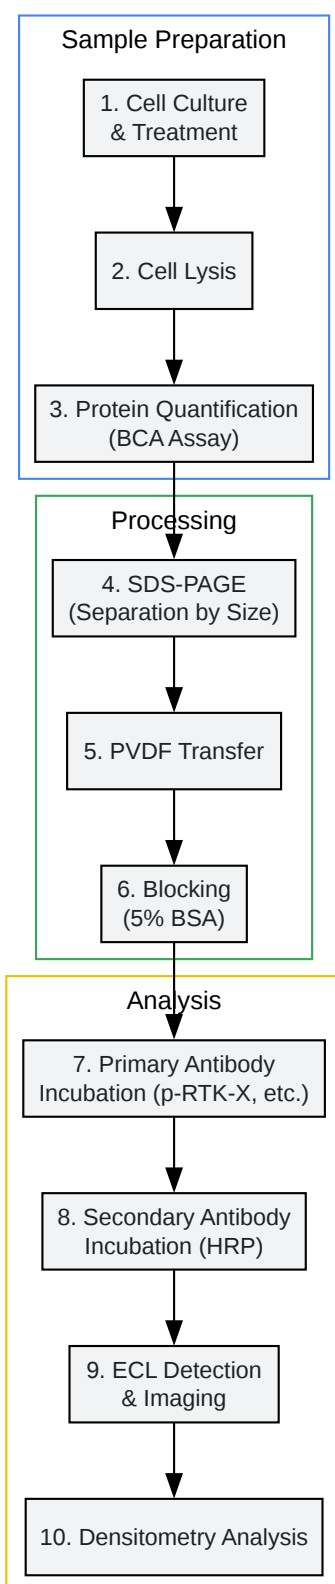 Sample Preparation
1. Cell Culture
& Treatment
2. Cell Lysis
3. Protein Quantification
(BCA Assay)
Processing
4. SDS-PAGE
(Separation by Size)
5. PVDF Transfer
6. Blocking
(5% BSA)
Analysis
7. Primary Antibody
Incubation (p-RTK-X, etc.)
8. Secondary Antibody
Incubation (HRP)
9. ECL Detection
& Imaging
10. Densitometry Analysis